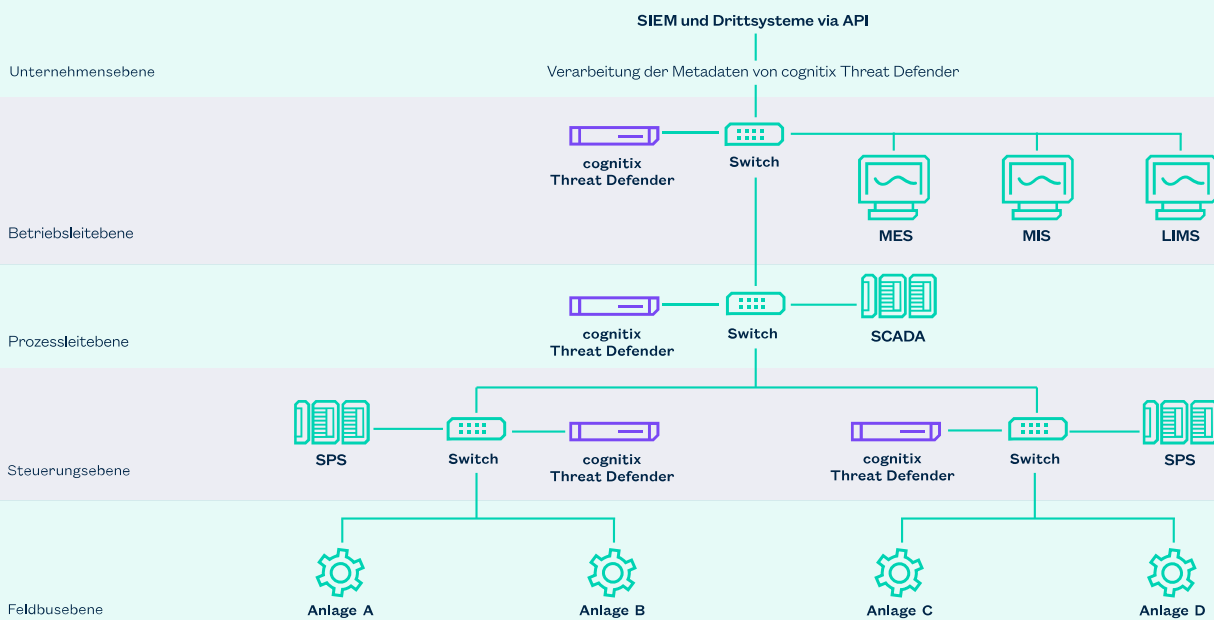 SIEM und Drittsysteme via API
Unternehmensebene
Verarbeitung der Metadaten von cognitix Threat Defender
cognitix
Threat Defender
Switch
MES
MIS
LIMS
Betriebsleitebene
cognitix
Threat Defender
Switch
SCADA
Prozessleitebene
SPS
Switch
cognitix
Threat Defender
cognitix
Threat Defender
Switch
SPS
Steuerungsebene
Anlage A
Anlage B
Anlage C
Anlage D
Feldbusebene